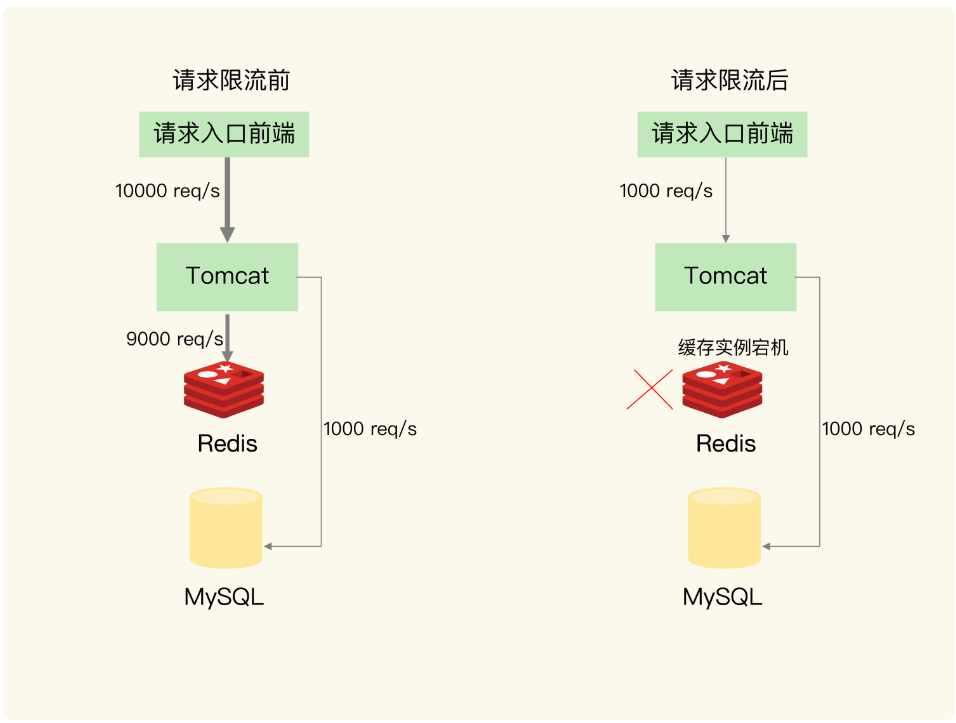 请求限流前
请求入口前端
10000 req/s
Tomcat
9000 req/s
Redis
1000 req/s
MySQL
请求限流后
请求入口前端
1000 req/s
Tomcat
缓存实例宕机
Redis
1000 req/s
MySQL